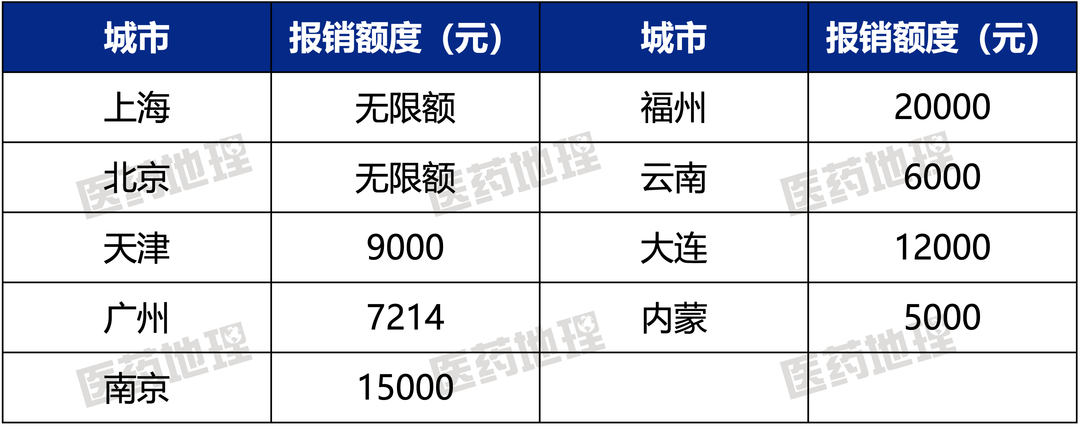 城市 报销额度（元） 城市 报销额度（元）
上海 无限额 福州 20000
北京 无限额 云南 6000
天津 9000 大连 12000
广州 7214 内蒙 5000
南京 15000
医药地理 医药地理 医药地理
医药地理 医药地理 医药地理